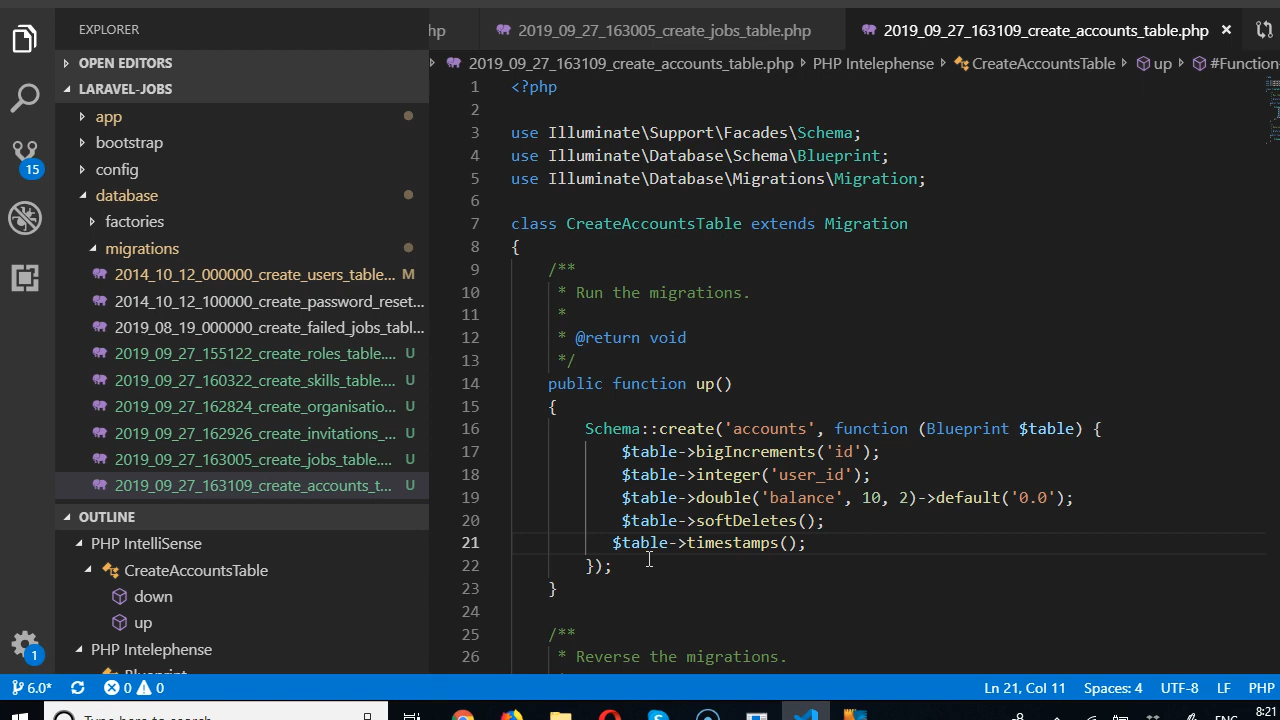 EXPLORER
OPEN EDITORS
LARAVEL-JOBS
app
bootstrap
config
database
factories
migrations
2014_10_12_000000_create_users_table... M
2014_10_12_100000_create_password_reset...
2019_08_19_000000_create_failed_jobs_tabl...
2019_09_27_155122_create_roles_table.... U
2019_09_27_160322_create_skills_table.... U
2019_09_27_162824_create_organisatio... U
2019_09_27_162926_create_invitations_... U
2019_09_27_163005_create_jobs_table.... U
2019_09_27_163109_create_accounts_t... U
OUTLINE
PHP IntelliSense
CreateAccountsTable
down
up
PHP Intelephense
15
1
hp 2019_09_27_163005_create_jobs_table.php 2019_09_27_163109_create_accounts_table.php ×
2019_09_27_163109_create_accounts_table.php PHP Intelephense CreateAccountsTable up #Function
1 <?php
2
3 use Illuminate\Support\Facades\Schema;
4 use Illuminate\Database\Schema\Blueprint;
5 use Illuminate\Database\Migrations\Migration;
6
7 class CreateAccountsTable extends Migration
8 {
9 /**
10 * Run the migrations.
11 *
12 * @return void
13 */
14 public function up()
15 {
16 Schema::create('accounts', function (Blueprint $table) {
17 $table->bigIncrements('id');
18 $table->integer('user_id');
19 $table->double('balance', 10, 2)->default('0.0');
20 $table->softDeletes();
21 $table->timestamps();
22 });
23 }
24
25 /**
26 * Reverse the migrations.
6.0* 0 0 Ln 21, Col 11 Spaces: 4 UTF-8 LF PHP
Type here to search ENG 8:21